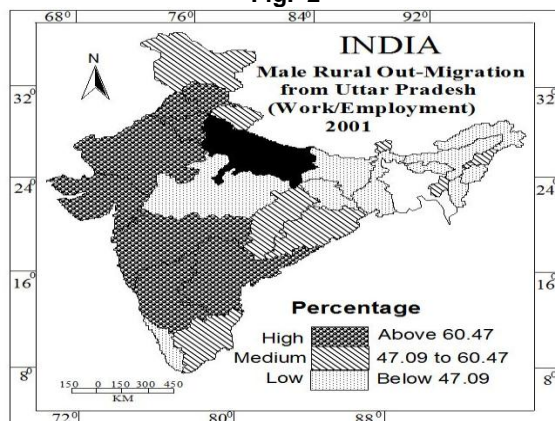 Fig- 2
68⁰ 76⁰ 84⁰ 92⁰
N
INDIA
Male Rural Out-Migration
from Uttar Pradesh
(Work/Employment)
2001
32⁰ 32⁰
24⁰ 24⁰
16⁰ 16⁰
8⁰ 8⁰
Percentage
High Above 60.47
Medium 47.09 to 60.47
Low Below 47.09
150 0 150 300 450
KM
72⁰ 80⁰ 88⁰